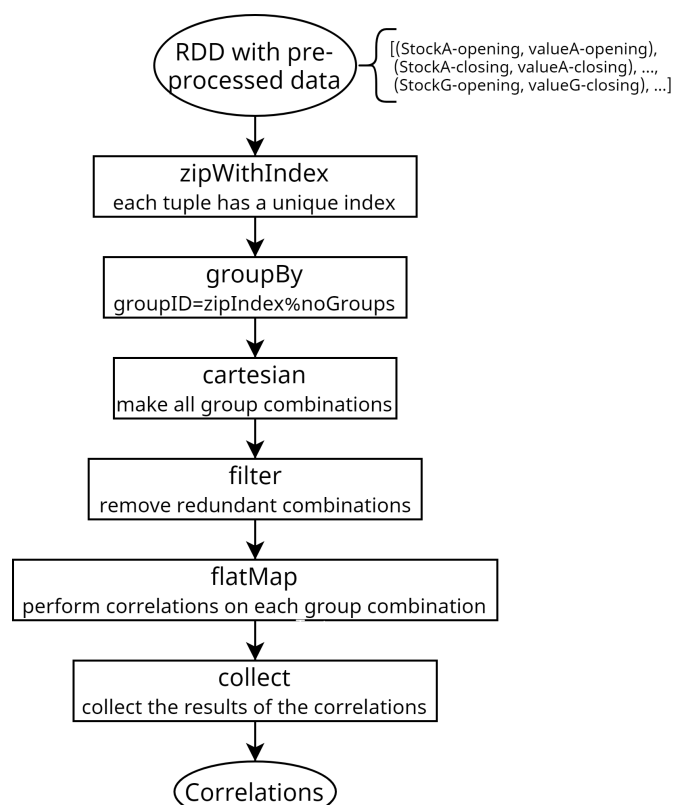 RDD with pre-
processed data
[(StockA-opening, valueA-opening),
(StockA-closing, valueA-closing), ...,
(StockG-opening, valueG-closing), ...]
zipWithIndex
each tuple has a unique index
groupBy
groupID=zipIndex%noGroups
cartesian
make all group combinations
filter
remove redundant combinations
flatMap
perform correlations on each group combination
collect
collect the results of the correlations
Correlations